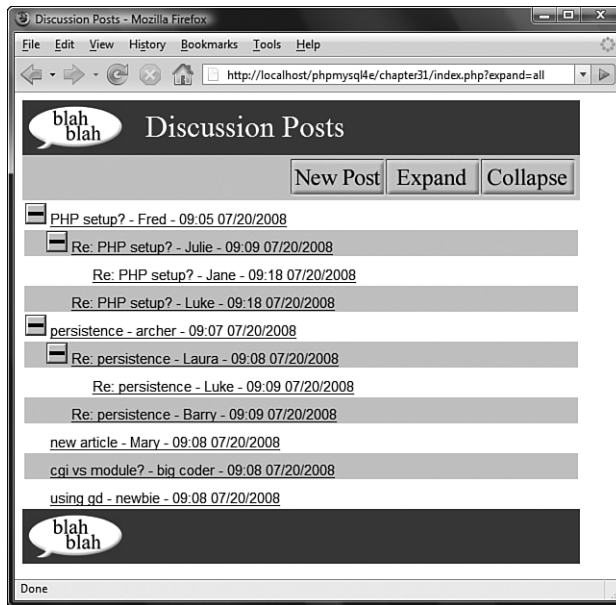 Discussion Posts - Mozilla Firefox
File Edit View History Bookmarks Tools Help
http://localhost/phpmysql4e/chapter31/index.php?expand=all
blah
blah
Discussion Posts
New Post Expand Collapse
PHP setup? - Fred - 09:05 07/20/2008
Re: PHP setup? - Julie - 09:09 07/20/2008
Re: PHP setup? - Jane - 09:18 07/20/2008
Re: PHP setup? - Luke - 09:18 07/20/2008
persistence - archer - 09:07 07/20/2008
Re: persistence - Laura - 09:08 07/20/2008
Re: persistence - Luke - 09:09 07/20/2008
Re: persistence - Barry - 09:09 07/20/2008
new article - Mary - 09:08 07/20/2008
cgi vs module? - big coder - 09:08 07/20/2008
using gd - newbie - 09:08 07/20/2008
blah
blah
Done